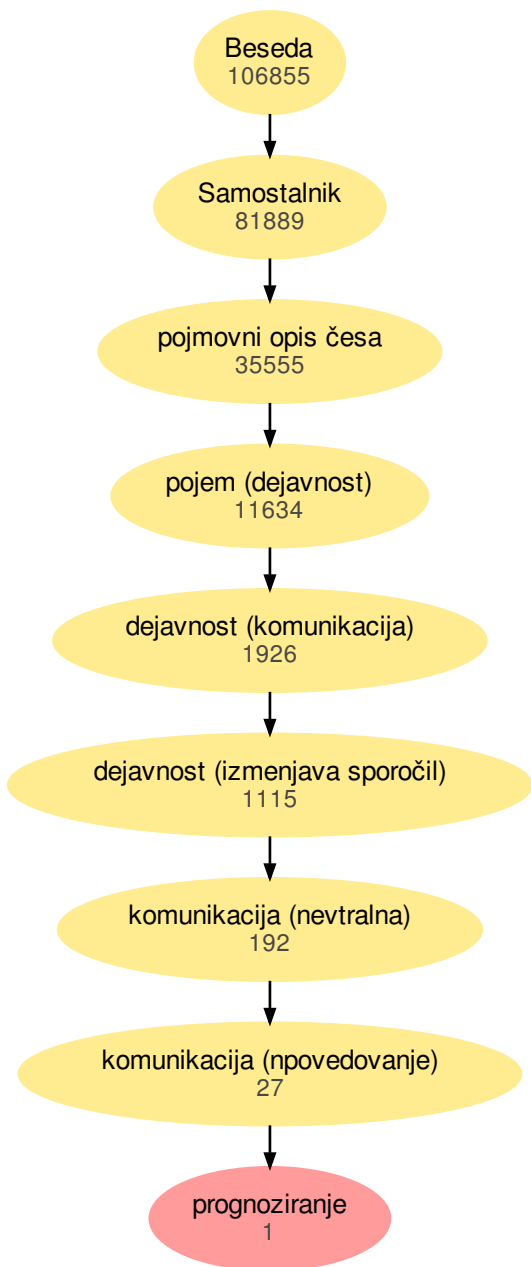 Beseda
106855
Samostalnik
81889
pojmovni opis česa
35555
pojem (dejavnost)
11634
dejavnost (komunikacija)
1926
dejavnost (izmenjava sporočil)
1115
komunikacija (nevtralna)
192
komunikacija (npovedovanje)
27
prognoziranje
1